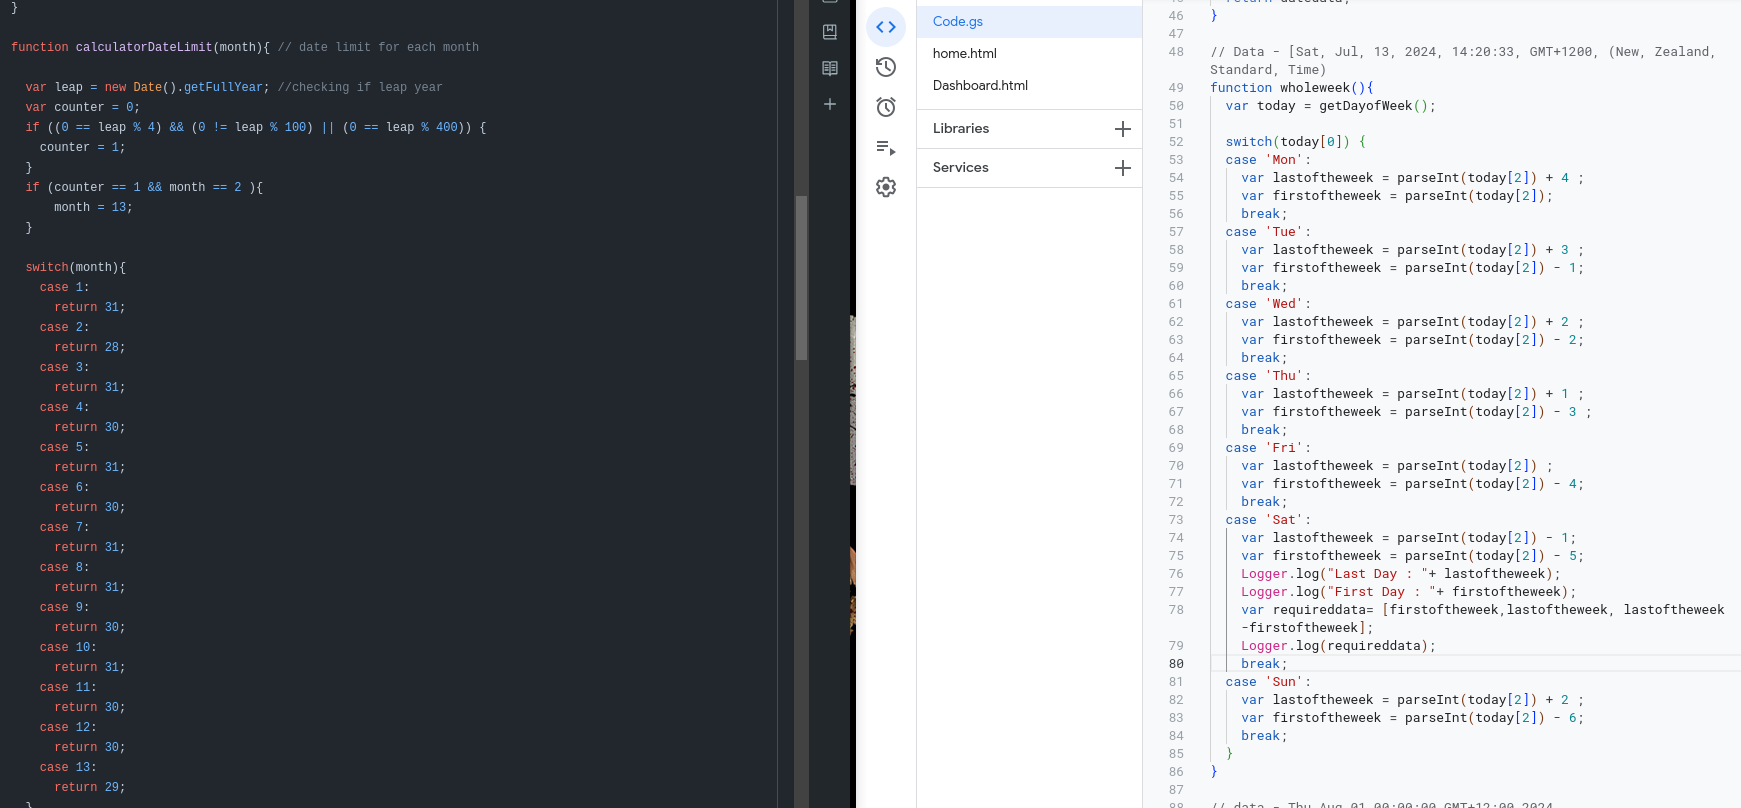 }
function calculatorDateLimit(month){ // date limit for each month
var leap = new Date().getFullYear; //checking if leap year
var counter = 0;
if ((0 == leap % 4) && (0 != leap % 100) || (0 == leap % 400)) {
counter = 1;
}
if (counter == 1 && month == 2 ){
month = 13;
}
switch(month){
case 1:
return 31;
case 2:
return 28;
case 3:
return 31;
case 4:
return 30;
case 5:
return 31;
case 6:
return 30;
case 7:
return 31;
case 8:
return 31;
case 9:
return 30;
case 10:
return 31;
case 11:
return 30;
case 12:
return 30;
case 13:
return 29;
}
Code.gs
home.html
Dashboard.html
Libraries
Services
46 }
47
48 // Data - [Sat, Jul, 13, 2024, 14:20:33, GMT+1200, (New, Zealand,
Standard, Time)
49 function wholeweek(){
50 var today = getDayofWeek();
51
52 switch(today[0]) {
53 case 'Mon':
54 var lastoftheweek = parseInt(today[2]) + 4 ;
55 var firstoftheweek = parseInt(today[2]);
56 break;
57 case 'Tue':
58 var lastoftheweek = parseInt(today[2]) + 3 ;
59 var firstoftheweek = parseInt(today[2]) - 1;
60 break;
61 case 'Wed':
62 var lastoftheweek = parseInt(today[2]) + 2 ;
63 var firstoftheweek = parseInt(today[2]) - 2;
64 break;
65 case 'Thu':
66 var lastoftheweek = parseInt(today[2]) + 1 ;
67 var firstoftheweek = parseInt(today[2]) - 3 ;
68 break;
69 case 'Fri':
70 var lastoftheweek = parseInt(today[2]) ;
71 var firstoftheweek = parseInt(today[2]) - 4;
72 break;
73 case 'Sat':
74 var lastoftheweek = parseInt(today[2]) - 1;
75 var firstoftheweek = parseInt(today[2]) - 5;
76 Logger.log("Last Day : "+ lastoftheweek);
77 Logger.log("First Day : "+ firstoftheweek);
78 var requireddata= [firstoftheweek,lastoftheweek, lastoftheweek
-firstoftheweek];
79 Logger.log(requireddata);
80 break;
81 case 'Sun':
82 var lastoftheweek = parseInt(today[2]) + 2 ;
83 var firstoftheweek = parseInt(today[2]) - 6;
84 break;
85 }
86 }
87
88 // data - Thu Aug 01 00:00:00 GMT+12:00 2024